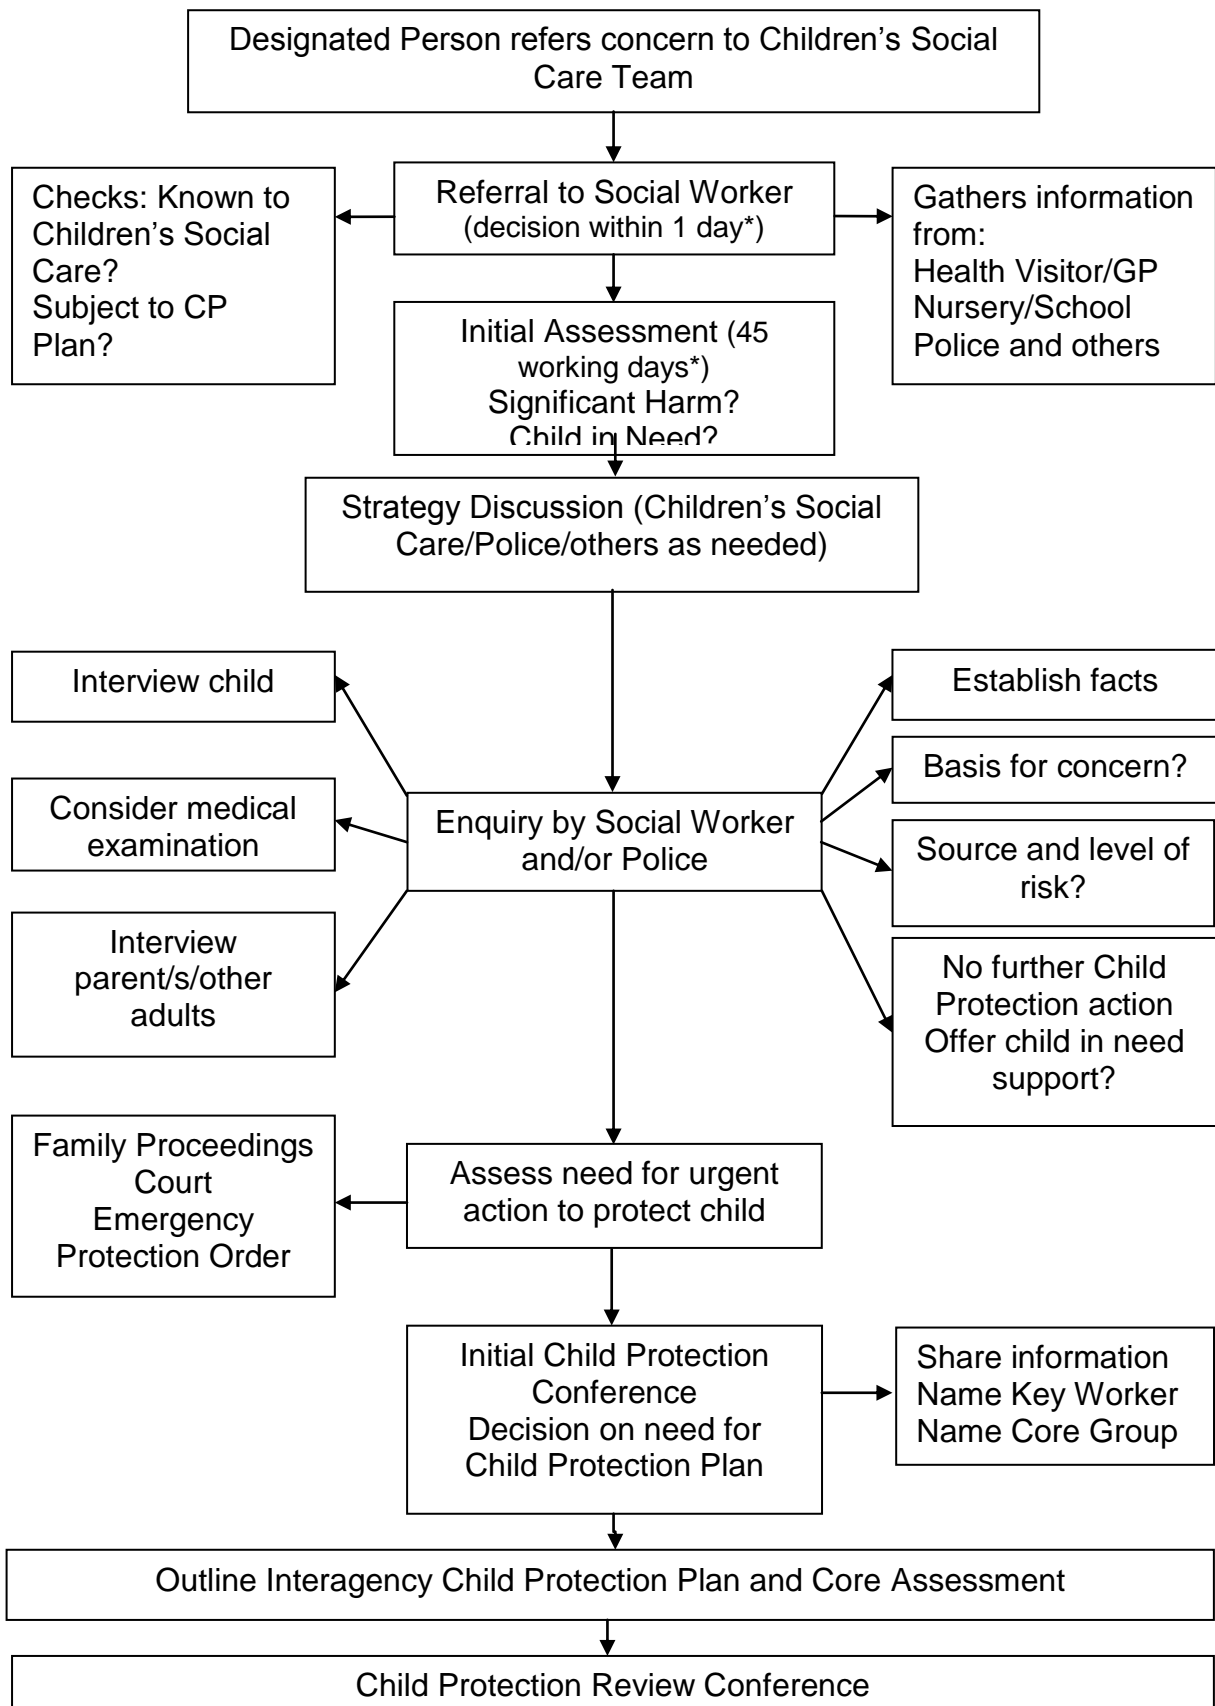 Designated Person refers concern to Children’s Social
Care Team
Checks: Known to
Children’s Social
Care?
Subject to CP
Plan?
Referral to Social Worker
(decision within 1 day*)
Gathers information
from:
Health Visitor/GP
Nursery/School
Police and others
Initial Assessment (45
working days*)
Significant Harm?
Child in Need?
Strategy Discussion (Children’s Social
Care/Police/others as needed)
Interview child
Consider medical
examination
Interview
parent/s/other
adults
Enquiry by Social Worker
and/or Police
Establish facts
Basis for concern?
Source and level of
risk?
No further Child
Protection action
Offer child in need
support?
Family Proceedings
Court
Emergency
Protection Order
Assess need for urgent
action to protect child
Initial Child Protection
Conference
Decision on need for
Child Protection Plan
Share information
Name Key Worker
Name Core Group
Outline Interagency Child Protection Plan and Core Assessment
Child Protection Review Conference